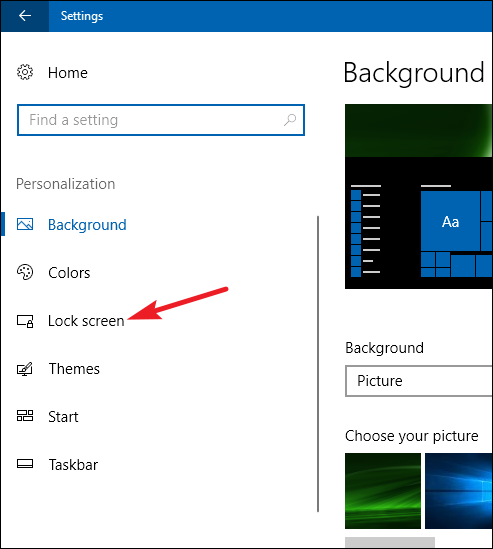 Settings
Home
Find a setting
Personalization
Background
Colors
Lock screen
Themes
Start
Taskbar
Background
Aa
Background
Picture
Choose your picture